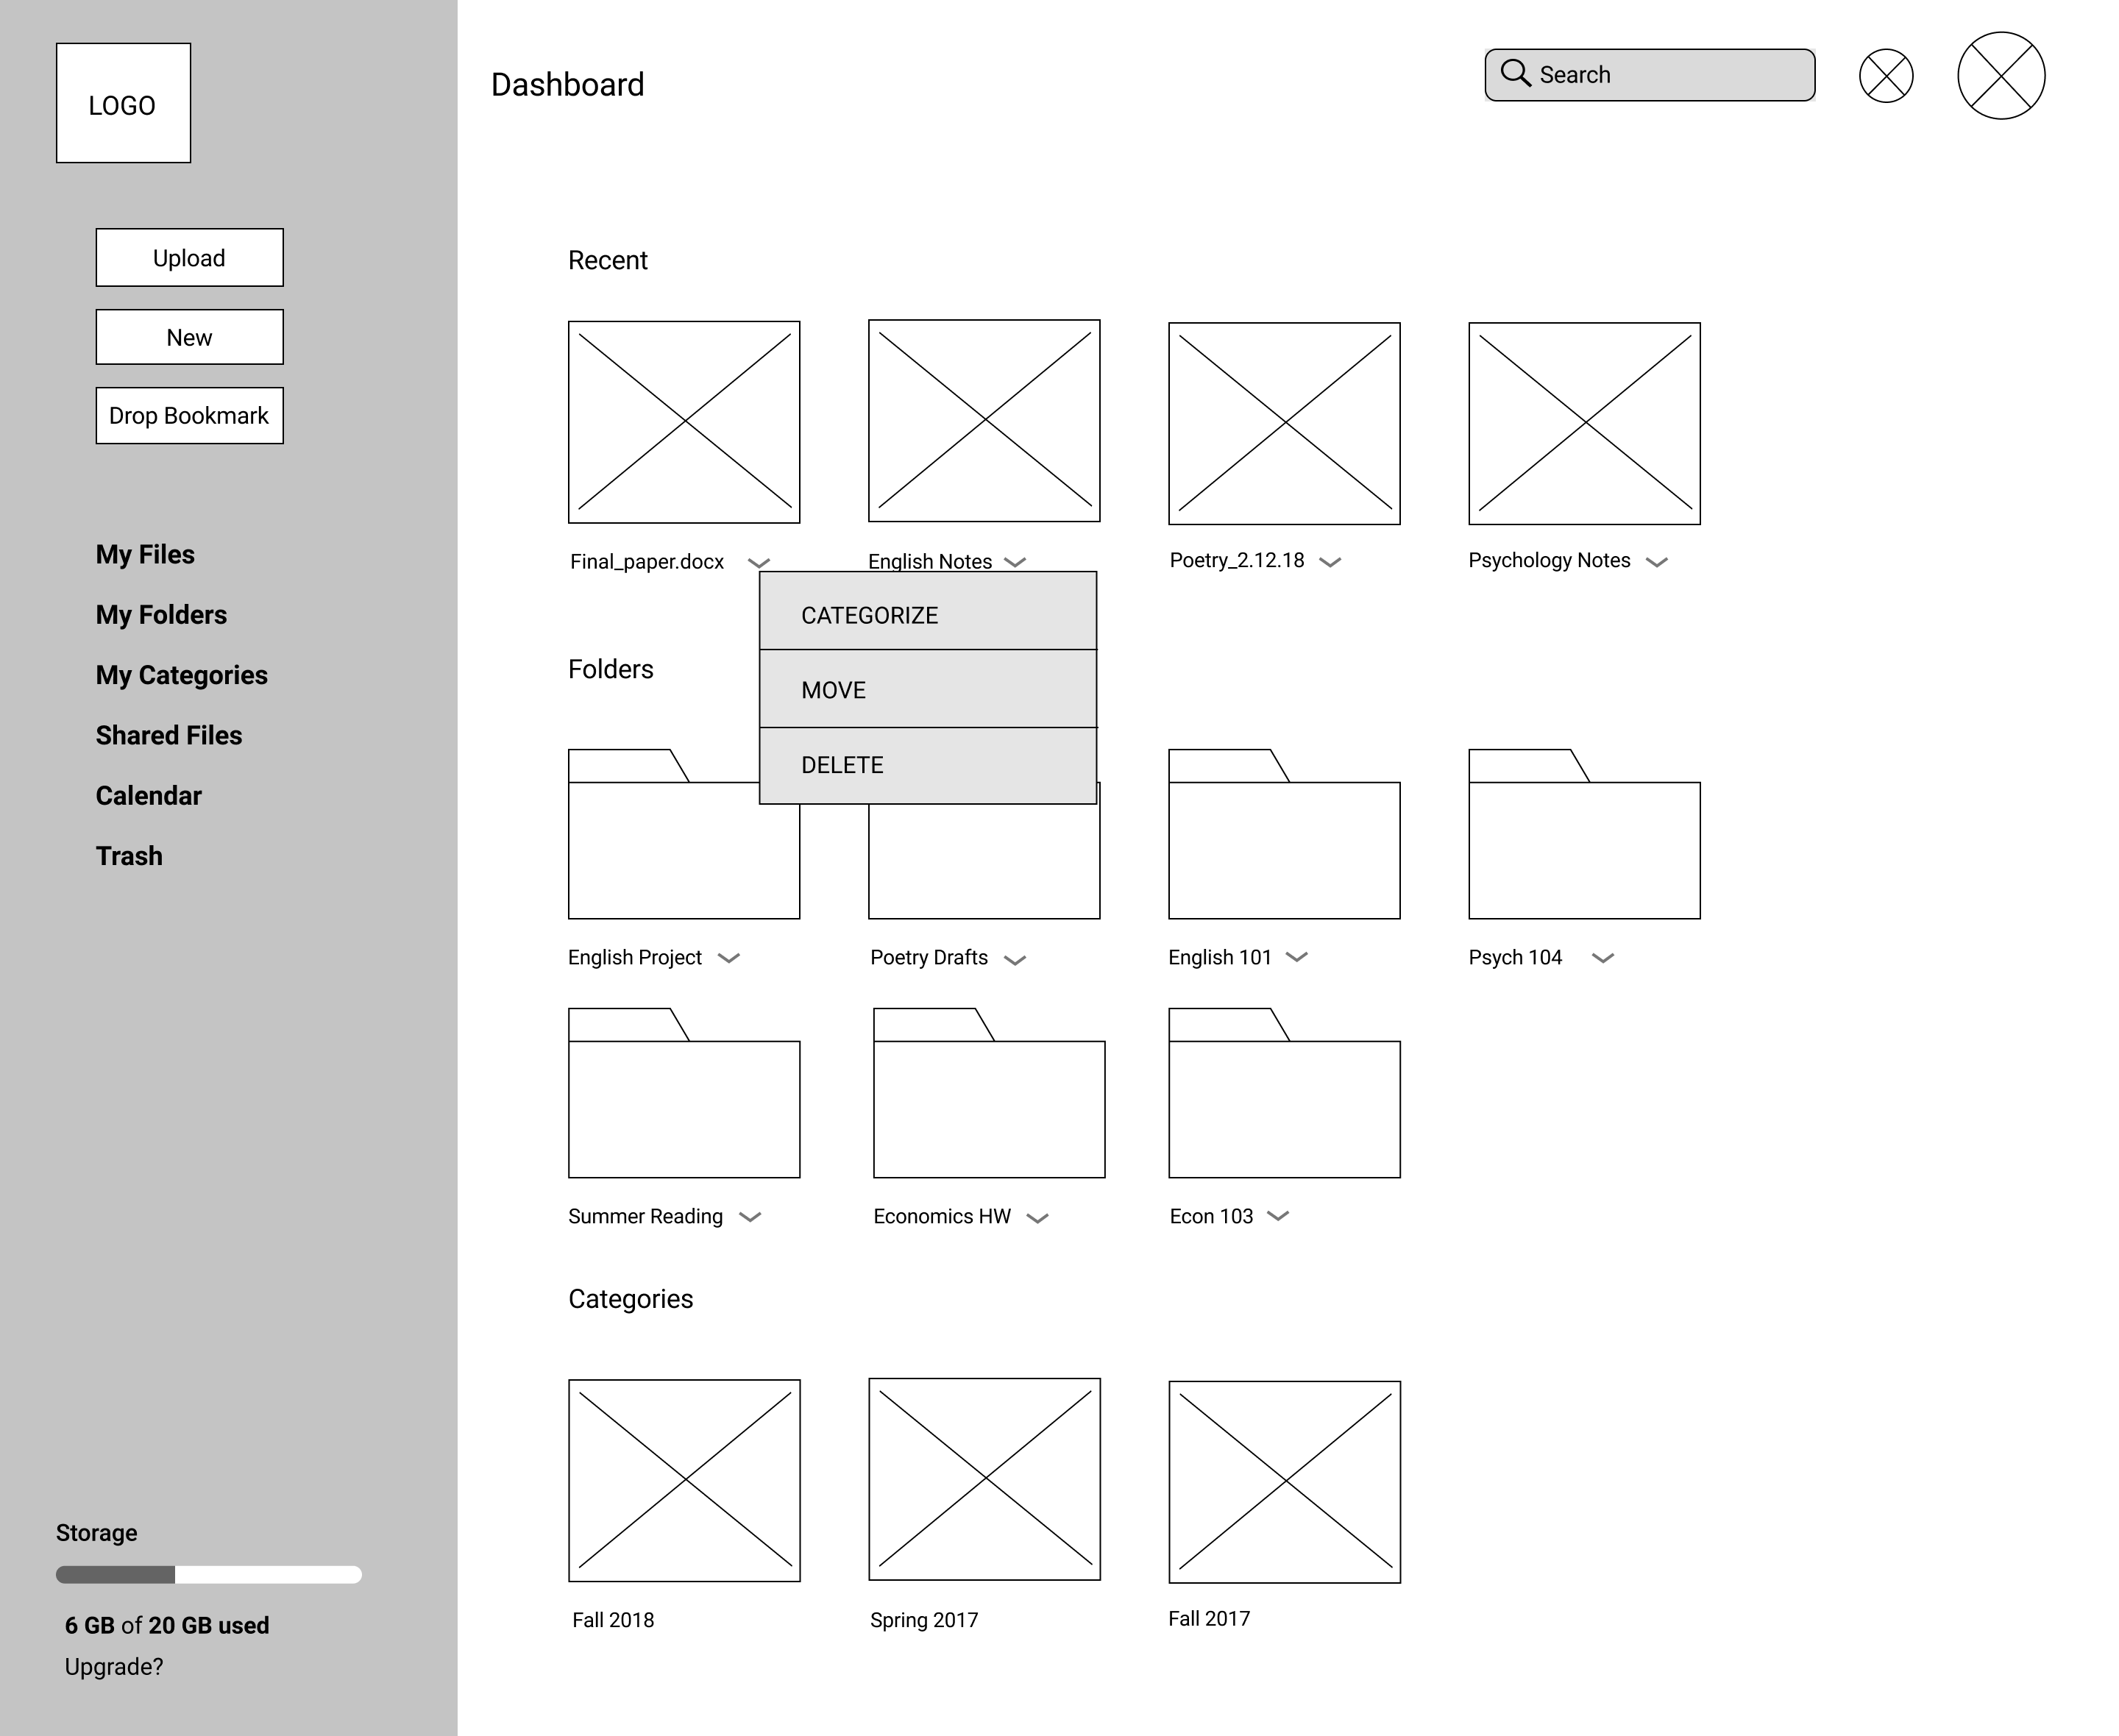 LOGO
Upload
New
Drop Bookmark
My Files
My Folders
My Categories
Shared Files
Calendar
Trash
Storage
6 GB of 20 GB used
Upgrade?
Dashboard
Search
Recent
Final_paper.docx
English Notes
Poetry_2.12.18
Psychology Notes
CATEGORIZE
MOVE
DELETE
Folders
English Project
Poetry Drafts
English 101
Psych 104
Summer Reading
Economics HW
Econ 103
Categories
Fall 2018
Spring 2017
Fall 2017